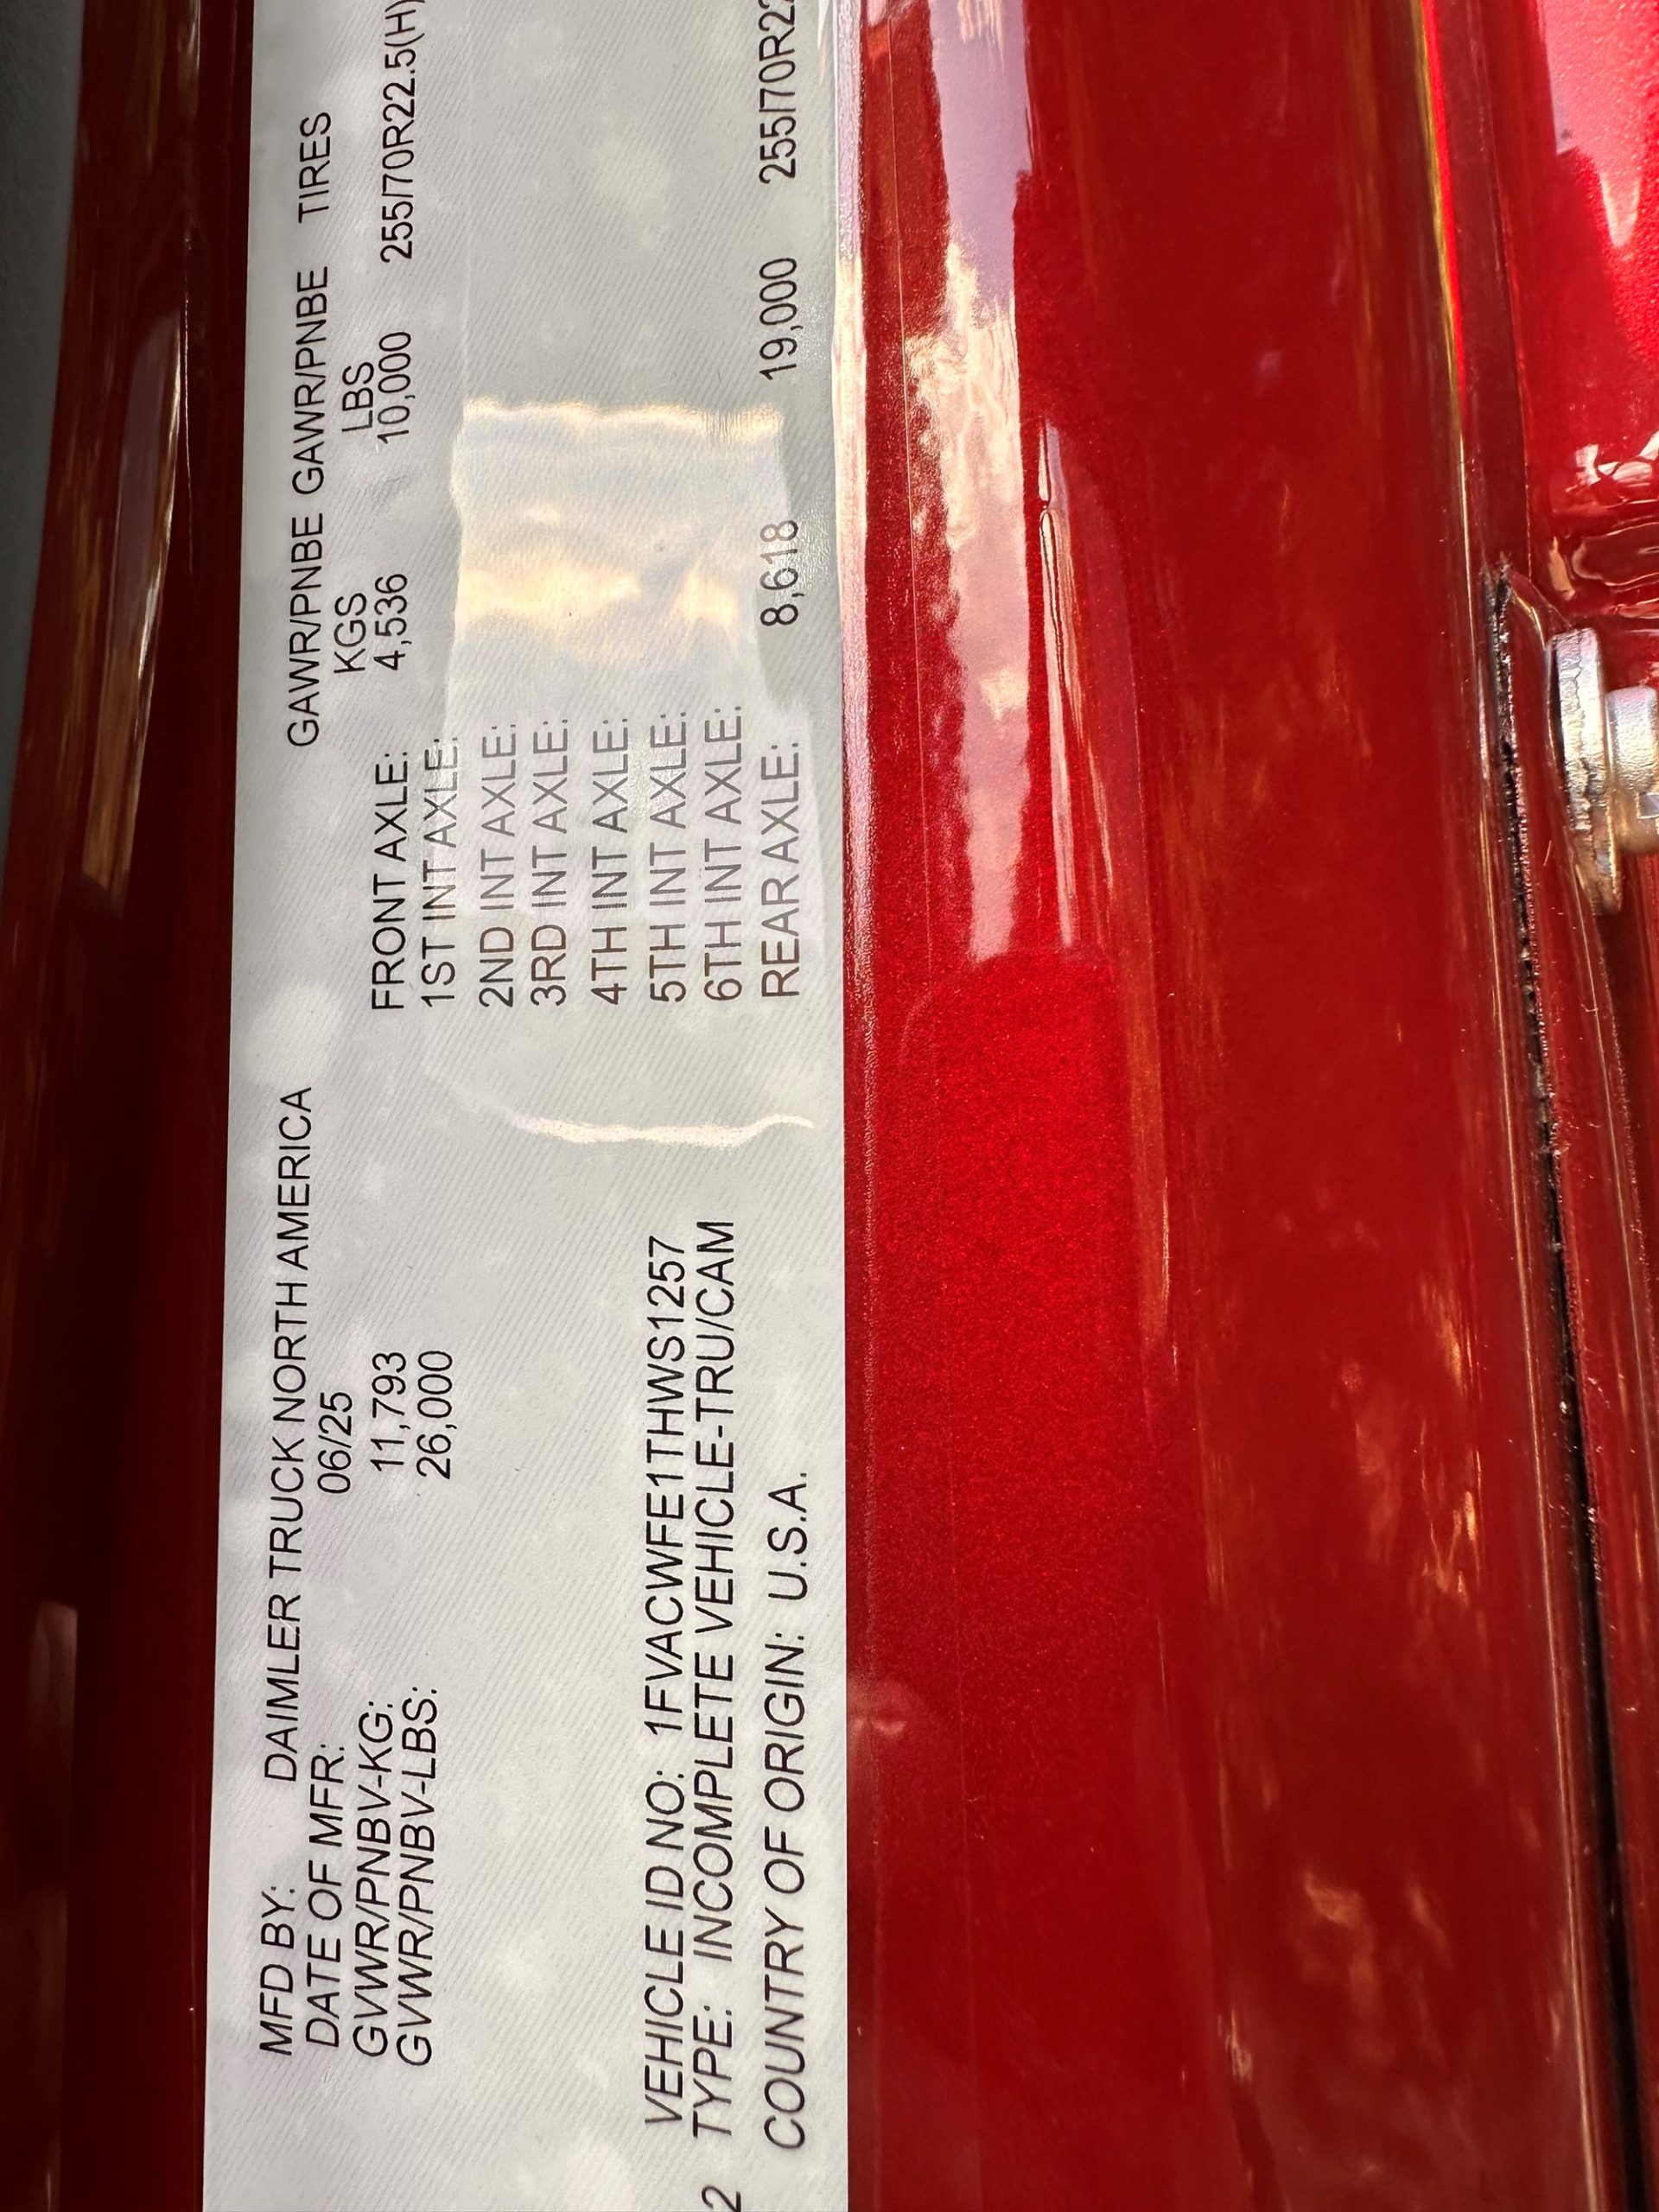 MFD BY: DAIMLER TRUCK NORTH AMERICA
DATE OF MFR: 06/25
GVWR/PNBV-KG: 11,793
GVWR/PNBV-LBS: 26,000
VEHICLE ID NO: 1FVACWFE1THWS1257
2 TYPE: INCOMPLETE VEHICLE-TRU/CAM
COUNTRY OF ORIGIN: U.S.A.
GAWR/PNBE GAWR/PNBE TIRES
KGS LBS
FRONT AXLE: 4,536 10,000 255/70R22.5(H)
1ST INT AXLE:
2ND INT AXLE:
3RD INT AXLE:
4TH INT AXLE:
5TH INT AXLE:
6TH INT AXLE:
REAR AXLE: 8,618 19,000 255/70R22